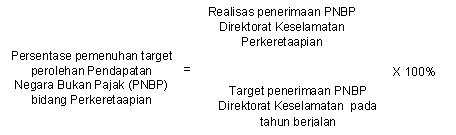 Persentase pemenuhan target
perolehan Pendapatan
Negara Bukan Pajak (PNBP)
bidang Perkeretaapian
=
Realisas penerimaan PNBP
Direktorat Keselamatan
Perkeretaapian
Target penerimaan PNBP
Direktorat Keselamatan pada
tahun berjalan
X 100%